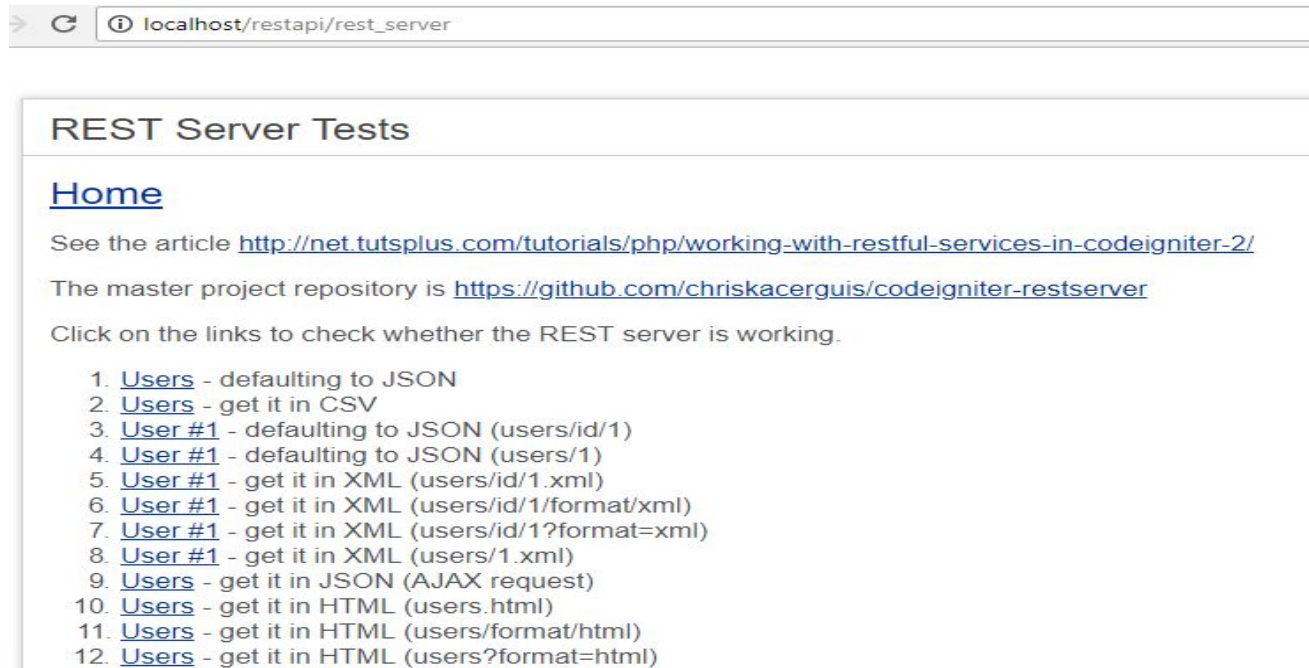 localhost/restapi/rest_server
REST Server Tests
Home
See the article http://net.tutsplus.com/tutorials/php/working-with-restful-services-in-codeigniter-2/
The master project repository is https://github.com/chriskacerguis/codeigniter-restserver
Click on the links to check whether the REST server is working.
1. Users - defaulting to JSON
2. Users - get it in CSV
3. User #1 - defaulting to JSON (users/id/1)
4. User #1 - defaulting to JSON (users/1)
5. User #1 - get it in XML (users/id/1.xml)
6. User #1 - get it in XML (users/id/1/format/xml)
7. User #1 - get it in XML (users/id/1?format=xml)
8. User #1 - get it in XML (users/1.xml)
9. Users - get it in JSON (AJAX request)
10. Users - get it in HTML (users.html)
11. Users - get it in HTML (users/format/html)
12. Users - get it in HTML (users?format=html)